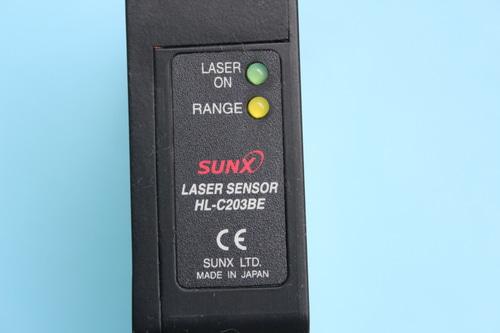 LASER
ON
RANGE
SUNX
LASER SENSOR
HL-C203BE
CE
SUNX LTD.
MADE IN JAPAN